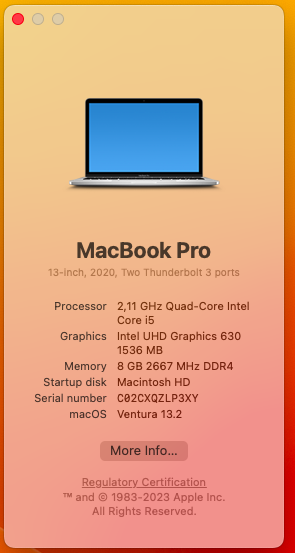 MacBook Pro
13-inch, 2020, Two Thunderbolt 3 ports
Processor 2,11 GHz Quad-Core Intel
Core i5
Graphics Intel UHD Graphics 630
1536 MB
Memory 8 GB 2667 MHz DDR4
Startup disk Macintosh HD
Serial number C02CXQZLP3XY
macOS Ventura 13.2
More Info...
Regulatory Certification
™ and © 1983-2023 Apple Inc.
All Rights Reserved.